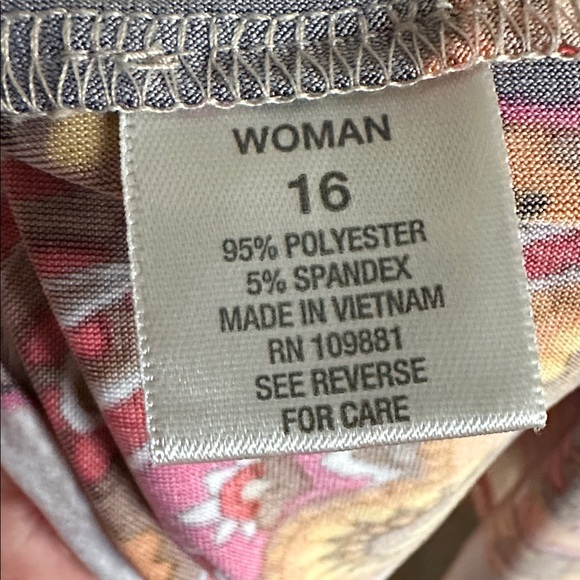 WOMAN
16
95% POLYESTER
5% SPANDEX
MADE IN VIETNAM
RN 109881
SEE REVERSE
FOR CARE